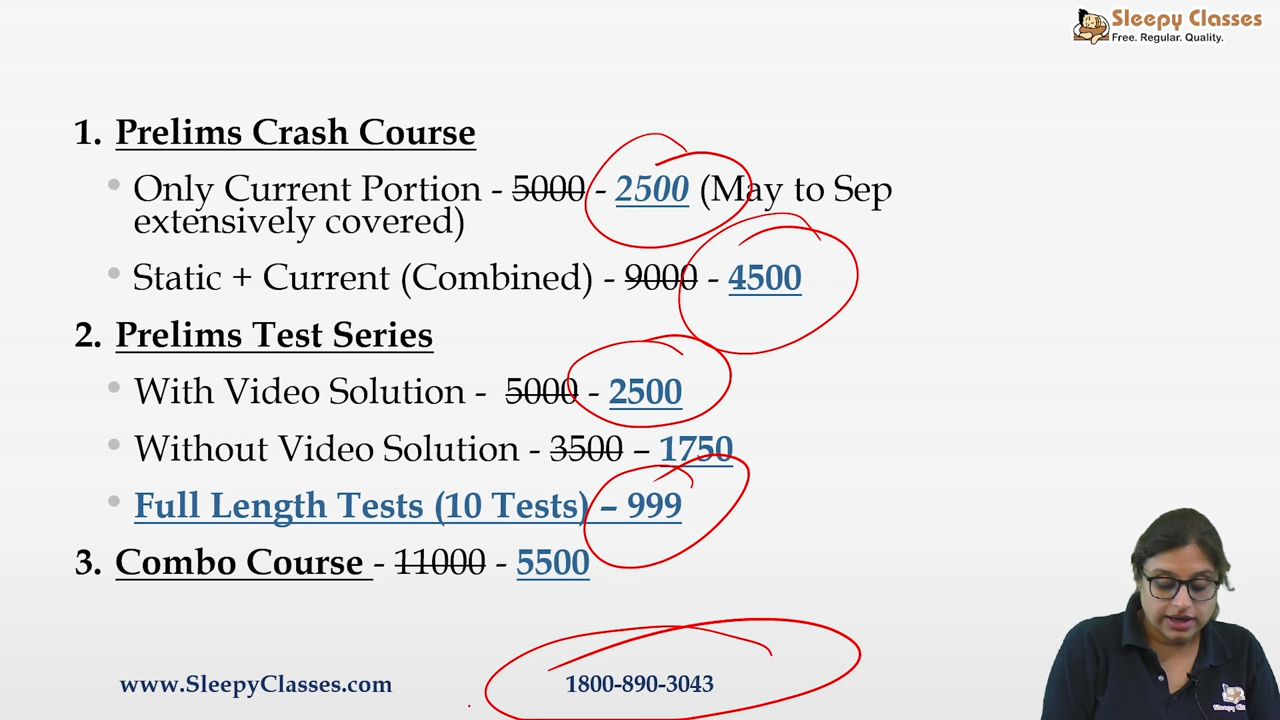 Sleepy Classes
Free. Regular. Quality.
1. Prelims Crash Course
• Only Current Portion - 5000 - 2500 (May to Sep
extensively covered)
• Static + Current (Combined) - 9000 - 4500
2. Prelims Test Series
• With Video Solution - 5000 - 2500
• Without Video Solution - 3500 – 1750
• Full Length Tests (10 Tests) – 999
3. Combo Course - 11000 - 5500
www.SleepyClasses.com
1800-890-3043